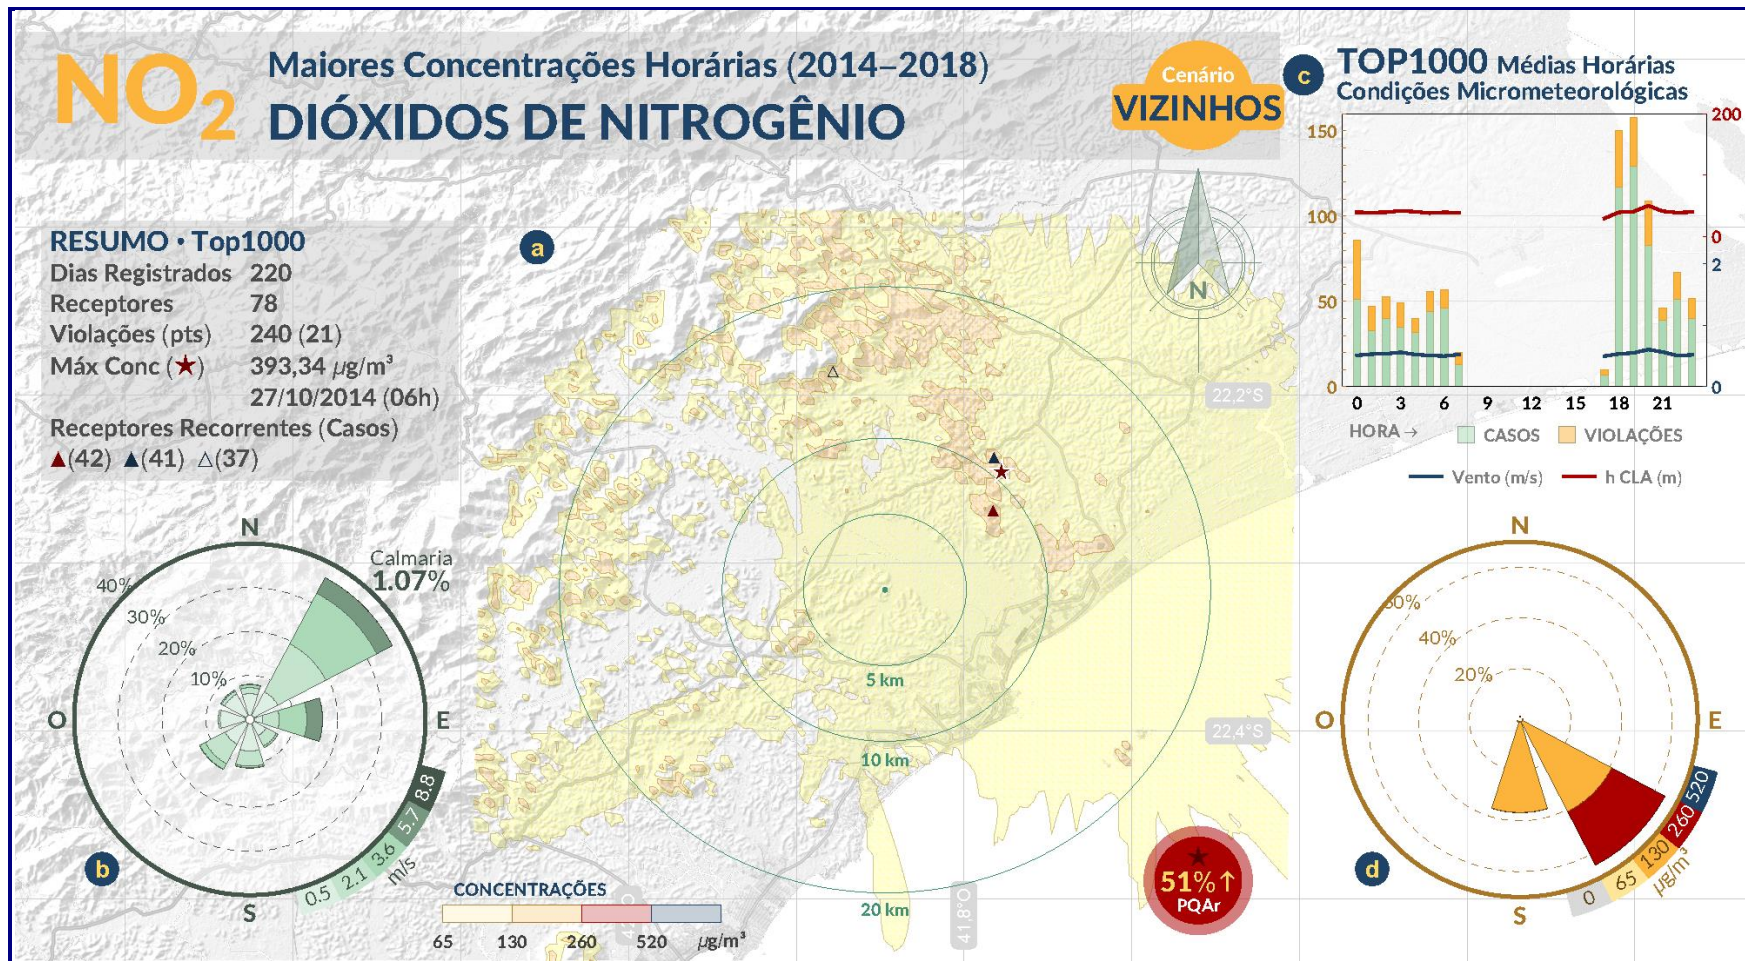 NO2
Maiores Concentrações Horárias (2014–2018)
DIÓXIDOS DE NITROGÊNIO
Cenário
VIZINHOS
RESUMO • Top1000
Dias Registrados 220
Receptores 78
Violações (pts) 240 (21)
Máx Conc (★) 393,34 µg/m³
27/10/2014 (06h)
Receptores Recorrentes (Casos)
▲(42) ▲(41) △(37)
a
N
22,2°S
22,4°S
41,8°O
5 km
10 km
20 km
c
TOP1000 Médias Horárias
Condições Micrometeorológicas
150
100
50
0
200
0
2
0
0 3 6 9 12 15 18 21
HORA →
CASOS VIOLAÇÕES
Vento (m/s) h CLA (m)
b
N
E
S
O
Calmaria
1.07%
40%
30%
20%
10%
0.5 2.1 3.6 5.7 8.8
m/s
CONCENTRAÇÕES
65 130 260 520 µg/m³
51%↑
PQAr
d
N
E
S
O
60%
40%
20%
0 65 130 260 520
µg/m³